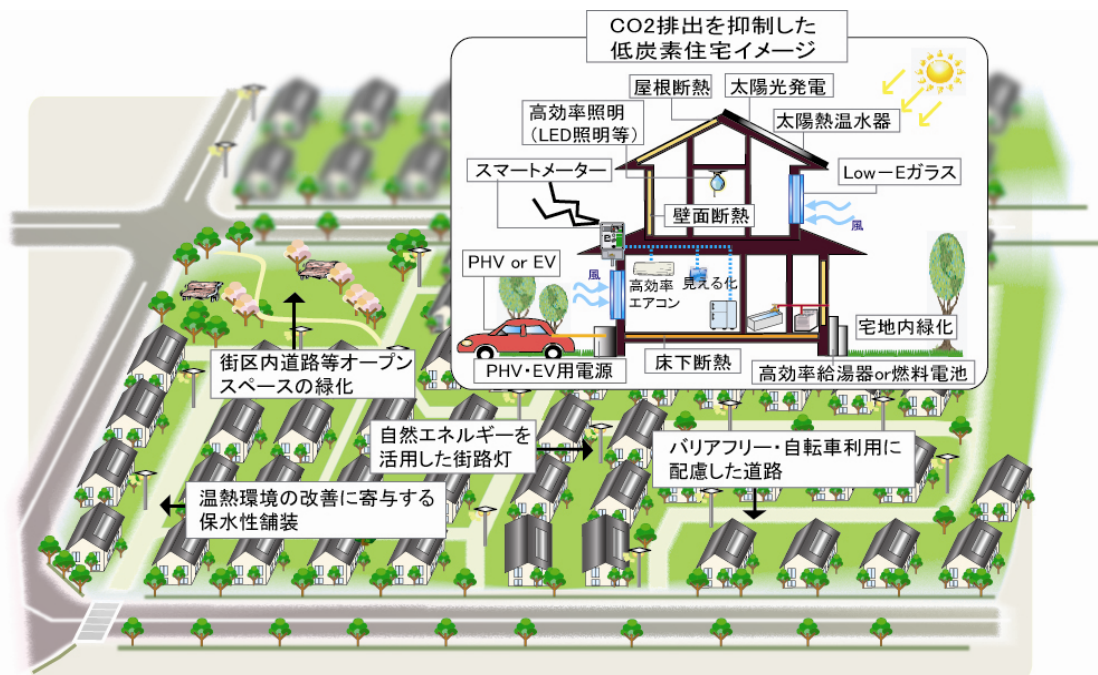 CO2排出を抑制した
低炭素住宅イメージ
屋根断熱
太陽光発電
高効率照明
(LED照明等)
太陽熱温水器
スマートメーター
Low－Eガラス
壁面断熱
風
PHV or EV
風
高効率
エアコン
見える化
宅地内緑化
街区内道路等オープン
スペースの緑化
PHV・EV用電源
床下断熱
高効率給湯器or燃料電池
自然エネルギーを
活用した街路灯
バリアフリー・自転車利用に
配慮した道路
温熱環境の改善に寄与する
保水性舗装